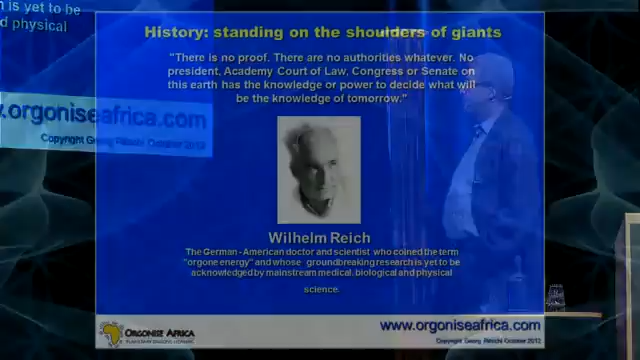 is yet to be
d physical
.orgoniseafrica.com
Copyright Georg Ritschl October 2012
History: standing on the shoulders of giants
"There is no proof. There are no authorities whatever. No
president, Academy Court of Law, Congress or Senate on
this earth has the knowledge or power to decide what will
be the knowledge of tomorrow."
Wilhelm Reich
The German - American doctor and scientist who coined the term
"orgone energy" and whose groundbreaking research is yet to be
acknowledged by mainstream medical, biological and physical
science.
ORGONISE AFRICA
www.orgoniseafrica.com
Copyright Georg Ritschl October 2012